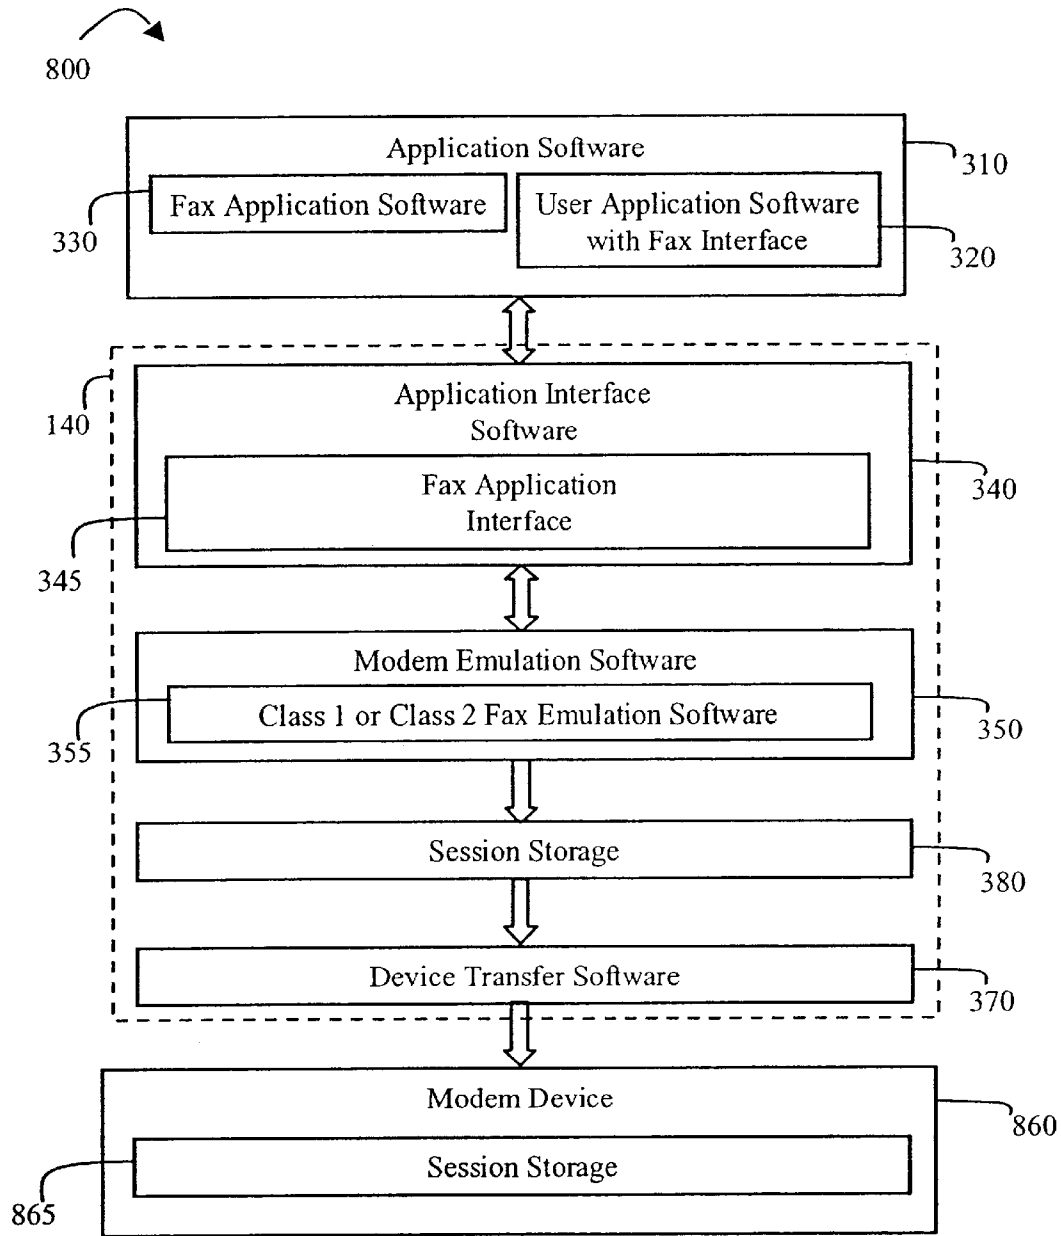 800
Application Software
310
Fax Application Software
330
User Application Software
with Fax Interface
320
140
Application Interface
Software
340
Fax Application
Interface
345
Modem Emulation Software
350
Class 1 or Class 2 Fax Emulation Software
355
Session Storage
380
Device Transfer Software
370
Modem Device
860
Session Storage
865